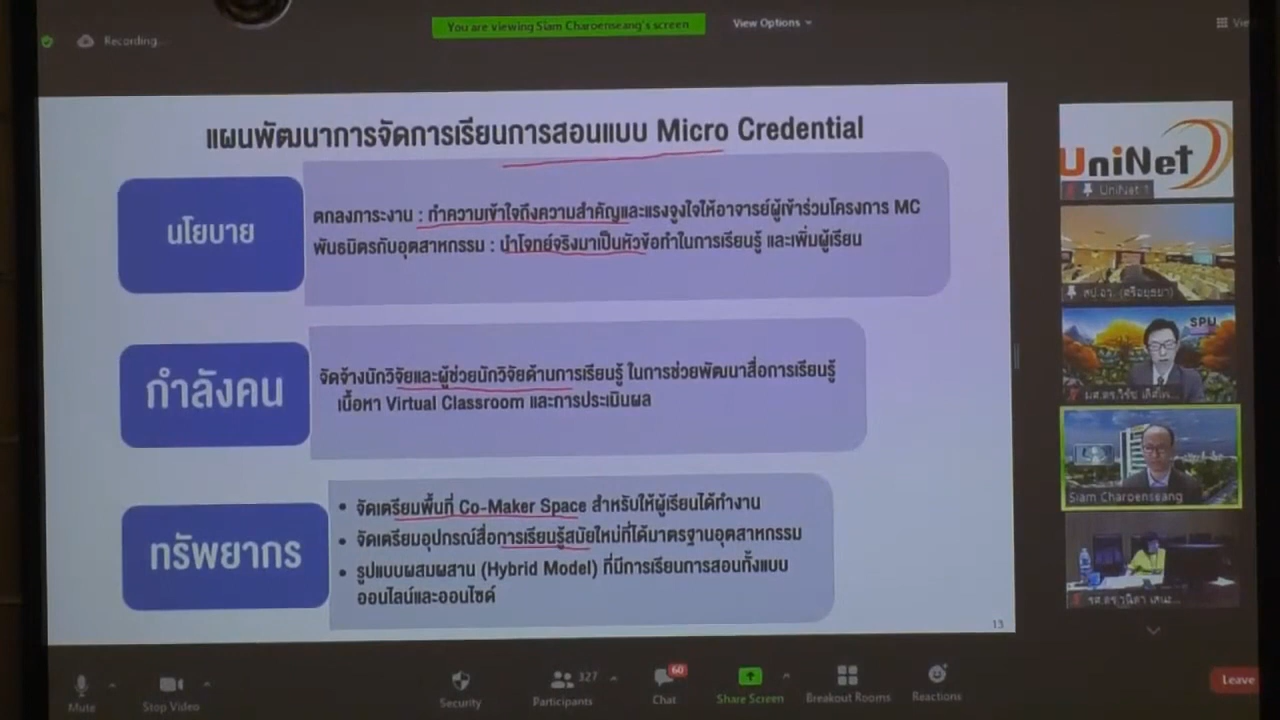 You are viewing Siam Charoenseang's screen
View Options
Recording...
แผนพัฒนาการจัดการเรียนการสอนแบบ Micro Credential
นโยบาย
ตกลงภาระงาน : ทำความเข้าใจถึงความสำคัญและแรงจูงใจให้อาจารย์ผู้เข้าร่วมโครงการ MC
พันธมิตรกับอุตสาหกรรม : นำโจทย์จริงมาเป็นหัวข้อทำในการเรียนรู้ และเพิ่มผู้เรียน
กำลังคน
จัดจ้างนักวิจัยและผู้ช่วยนักวิจัยด้านการเรียนรู้ ในการช่วยพัฒนาสื่อการเรียนรู้
เนื้อหา Virtual Classroom และการประเมินผล
ทรัพยากร
• จัดเตรียมพื้นที่ Co-Maker Space สำหรับให้ผู้เรียนได้ทำงาน
• จัดเตรียมอุปกรณ์สื่อการเรียนรู้สมัยใหม่ที่ได้มาตรฐานอุตสาหกรรม
• รูปแบบผสมผสาน (Hybrid Model) ที่มีการเรียนการสอนทั้งแบบ
ออนไลน์และออนไซต์
13
UniNet
UniNet 1
สป.อว. (ศรีอยุธยา)
SPU
Siam Charoenseang
Mute
Stop Video
Security
Participants
327
Chat
60
Share Screen
Breakout Rooms
Reactions
Leave